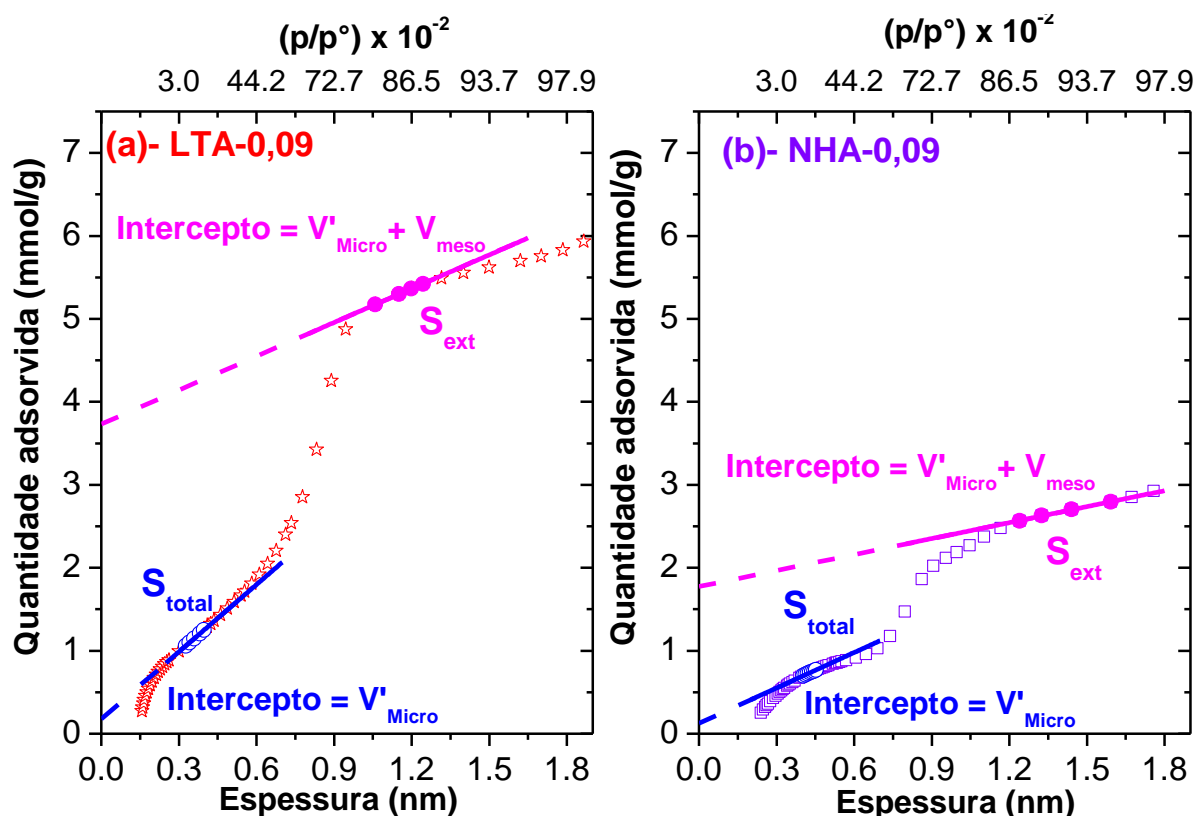 (p/p°) x 10⁻²
3.0 44.2 72.7 86.5 93.7 97.9
(a)- LTA-0,09
Intercepto = V'Micro+ Vmeso
Sext
Stotal
Intercepto = V'Micro
Quantidade adsorvida (mmol/g)
7
6
5
4
3
2
1
0
0.0 0.3 0.6 0.9 1.2 1.5 1.8
Espessura (nm)
(p/p°) x 10⁻²
3.0 44.2 72.7 86.5 93.7 97.9
(b)- NHA-0,09
Intercepto = V'Micro+ Vmeso
Sext
Stotal
Intercepto = V'Micro
Quantidade adsorvida (mmol/g)
7
6
5
4
3
2
1
0
0.0 0.3 0.6 0.9 1.2 1.5 1.8
Espessura (nm)